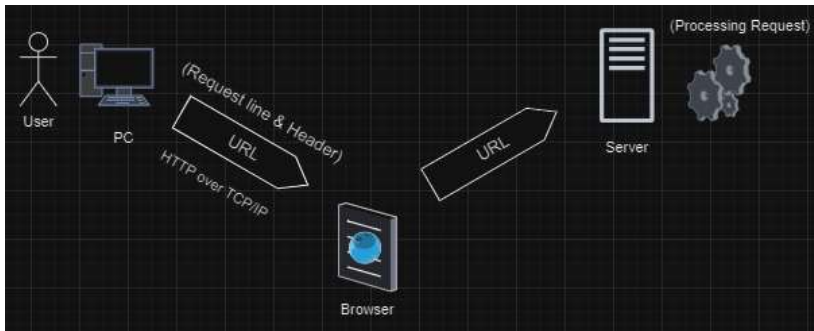 (Processing Request)
User
PC
(Request line & Header)
URL
HTTP over TCP/IP
URL
Server
Browser